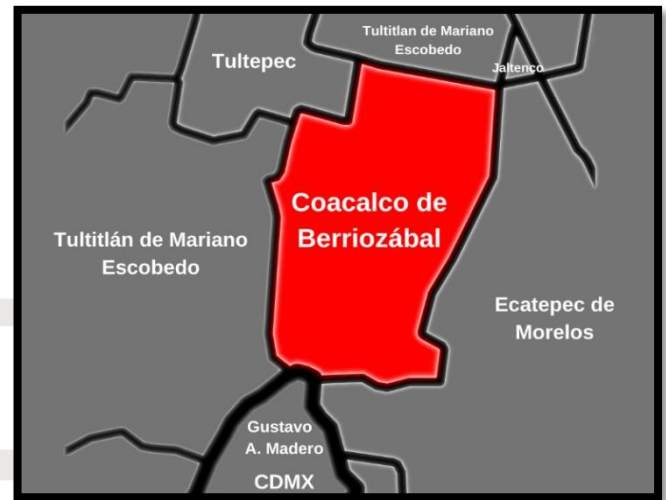 Tultitlan de Mariano
Escobedo
Tultepec
Jaltenco
Coacalco de
Berriozábal
Tultitlán de Mariano
Escobedo
Ecatepec de
Morelos
Gustavo
A. Madero
CDMX